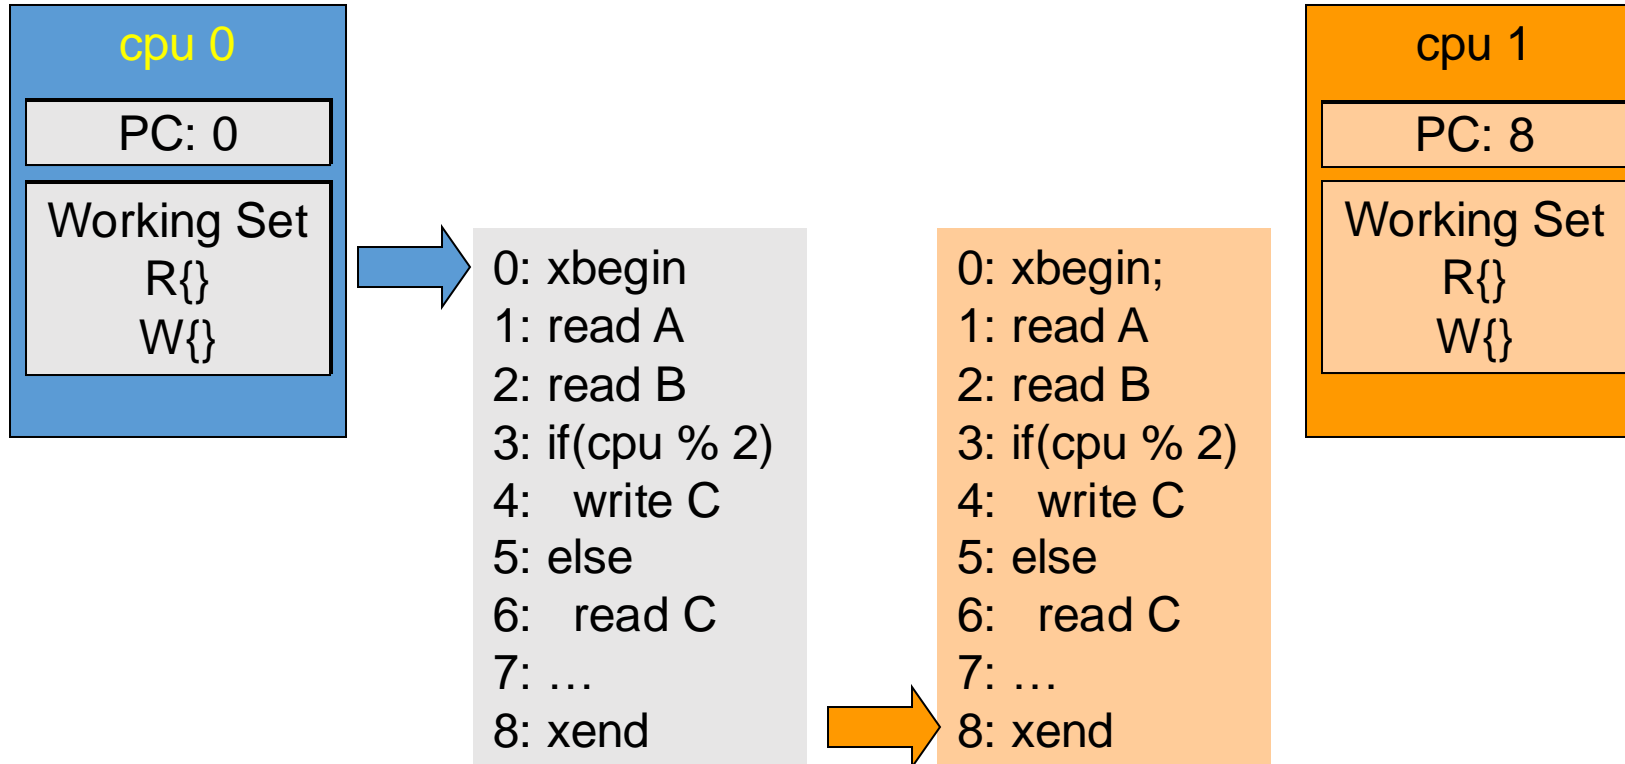 cpu 0
PC: 0
Working Set
R{}
W{}
0: xbegin
1: read A
2: read B
3: if(cpu % 2)
4: write C
5: else
6: read C
7: …
8: xend
0: xbegin;
1: read A
2: read B
3: if(cpu % 2)
4: write C
5: else
6: read C
7: …
8: xend
cpu 1
PC: 8
Working Set
R{}
W{}